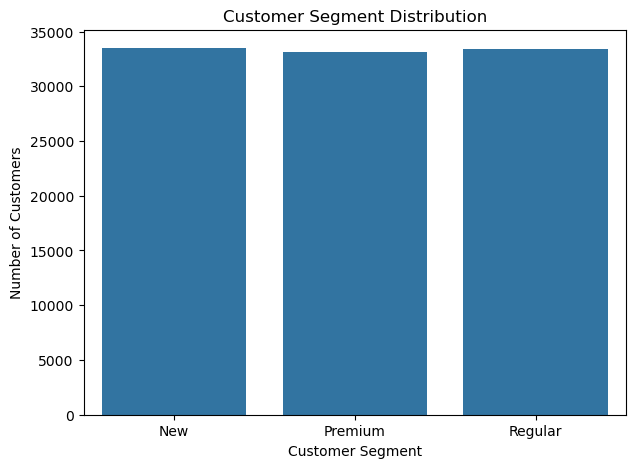 Customer Segment Distribution
Number of Customers
35000
30000
25000
20000
15000
10000
5000
0
New Premium Regular
Customer Segment